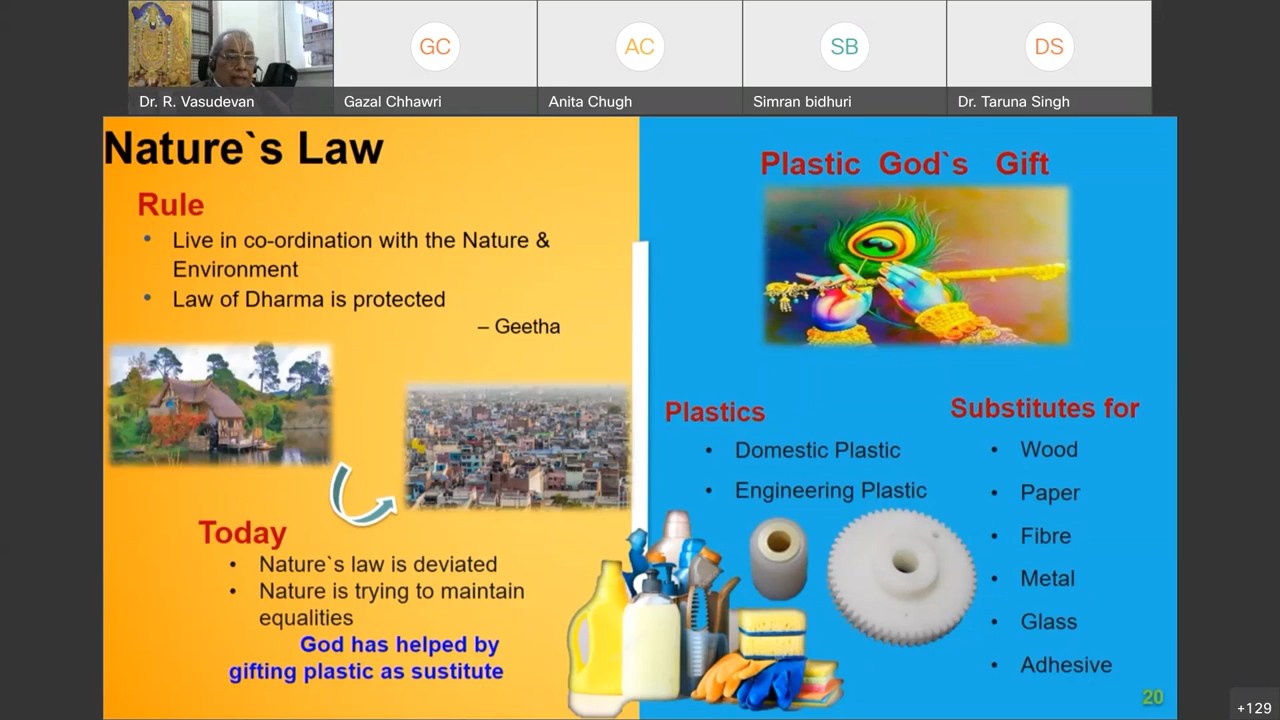 GC
AC
SB
DS
Dr. R. Vasudevan
Gazal Chhawri
Anita Chugh
Simran bidhuri
Dr. Taruna Singh
Nature`s Law
Rule
• Live in co-ordination with the Nature &
Environment
• Law of Dharma is protected
– Geetha
Today
• Nature`s law is deviated
• Nature is trying to maintain
equalities
God has helped by
gifting plastic as sustitute
Plastic God`s Gift
Plastics
• Domestic Plastic
• Engineering Plastic
Substitutes for
• Wood
• Paper
• Fibre
• Metal
• Glass
• Adhesive
20
+129